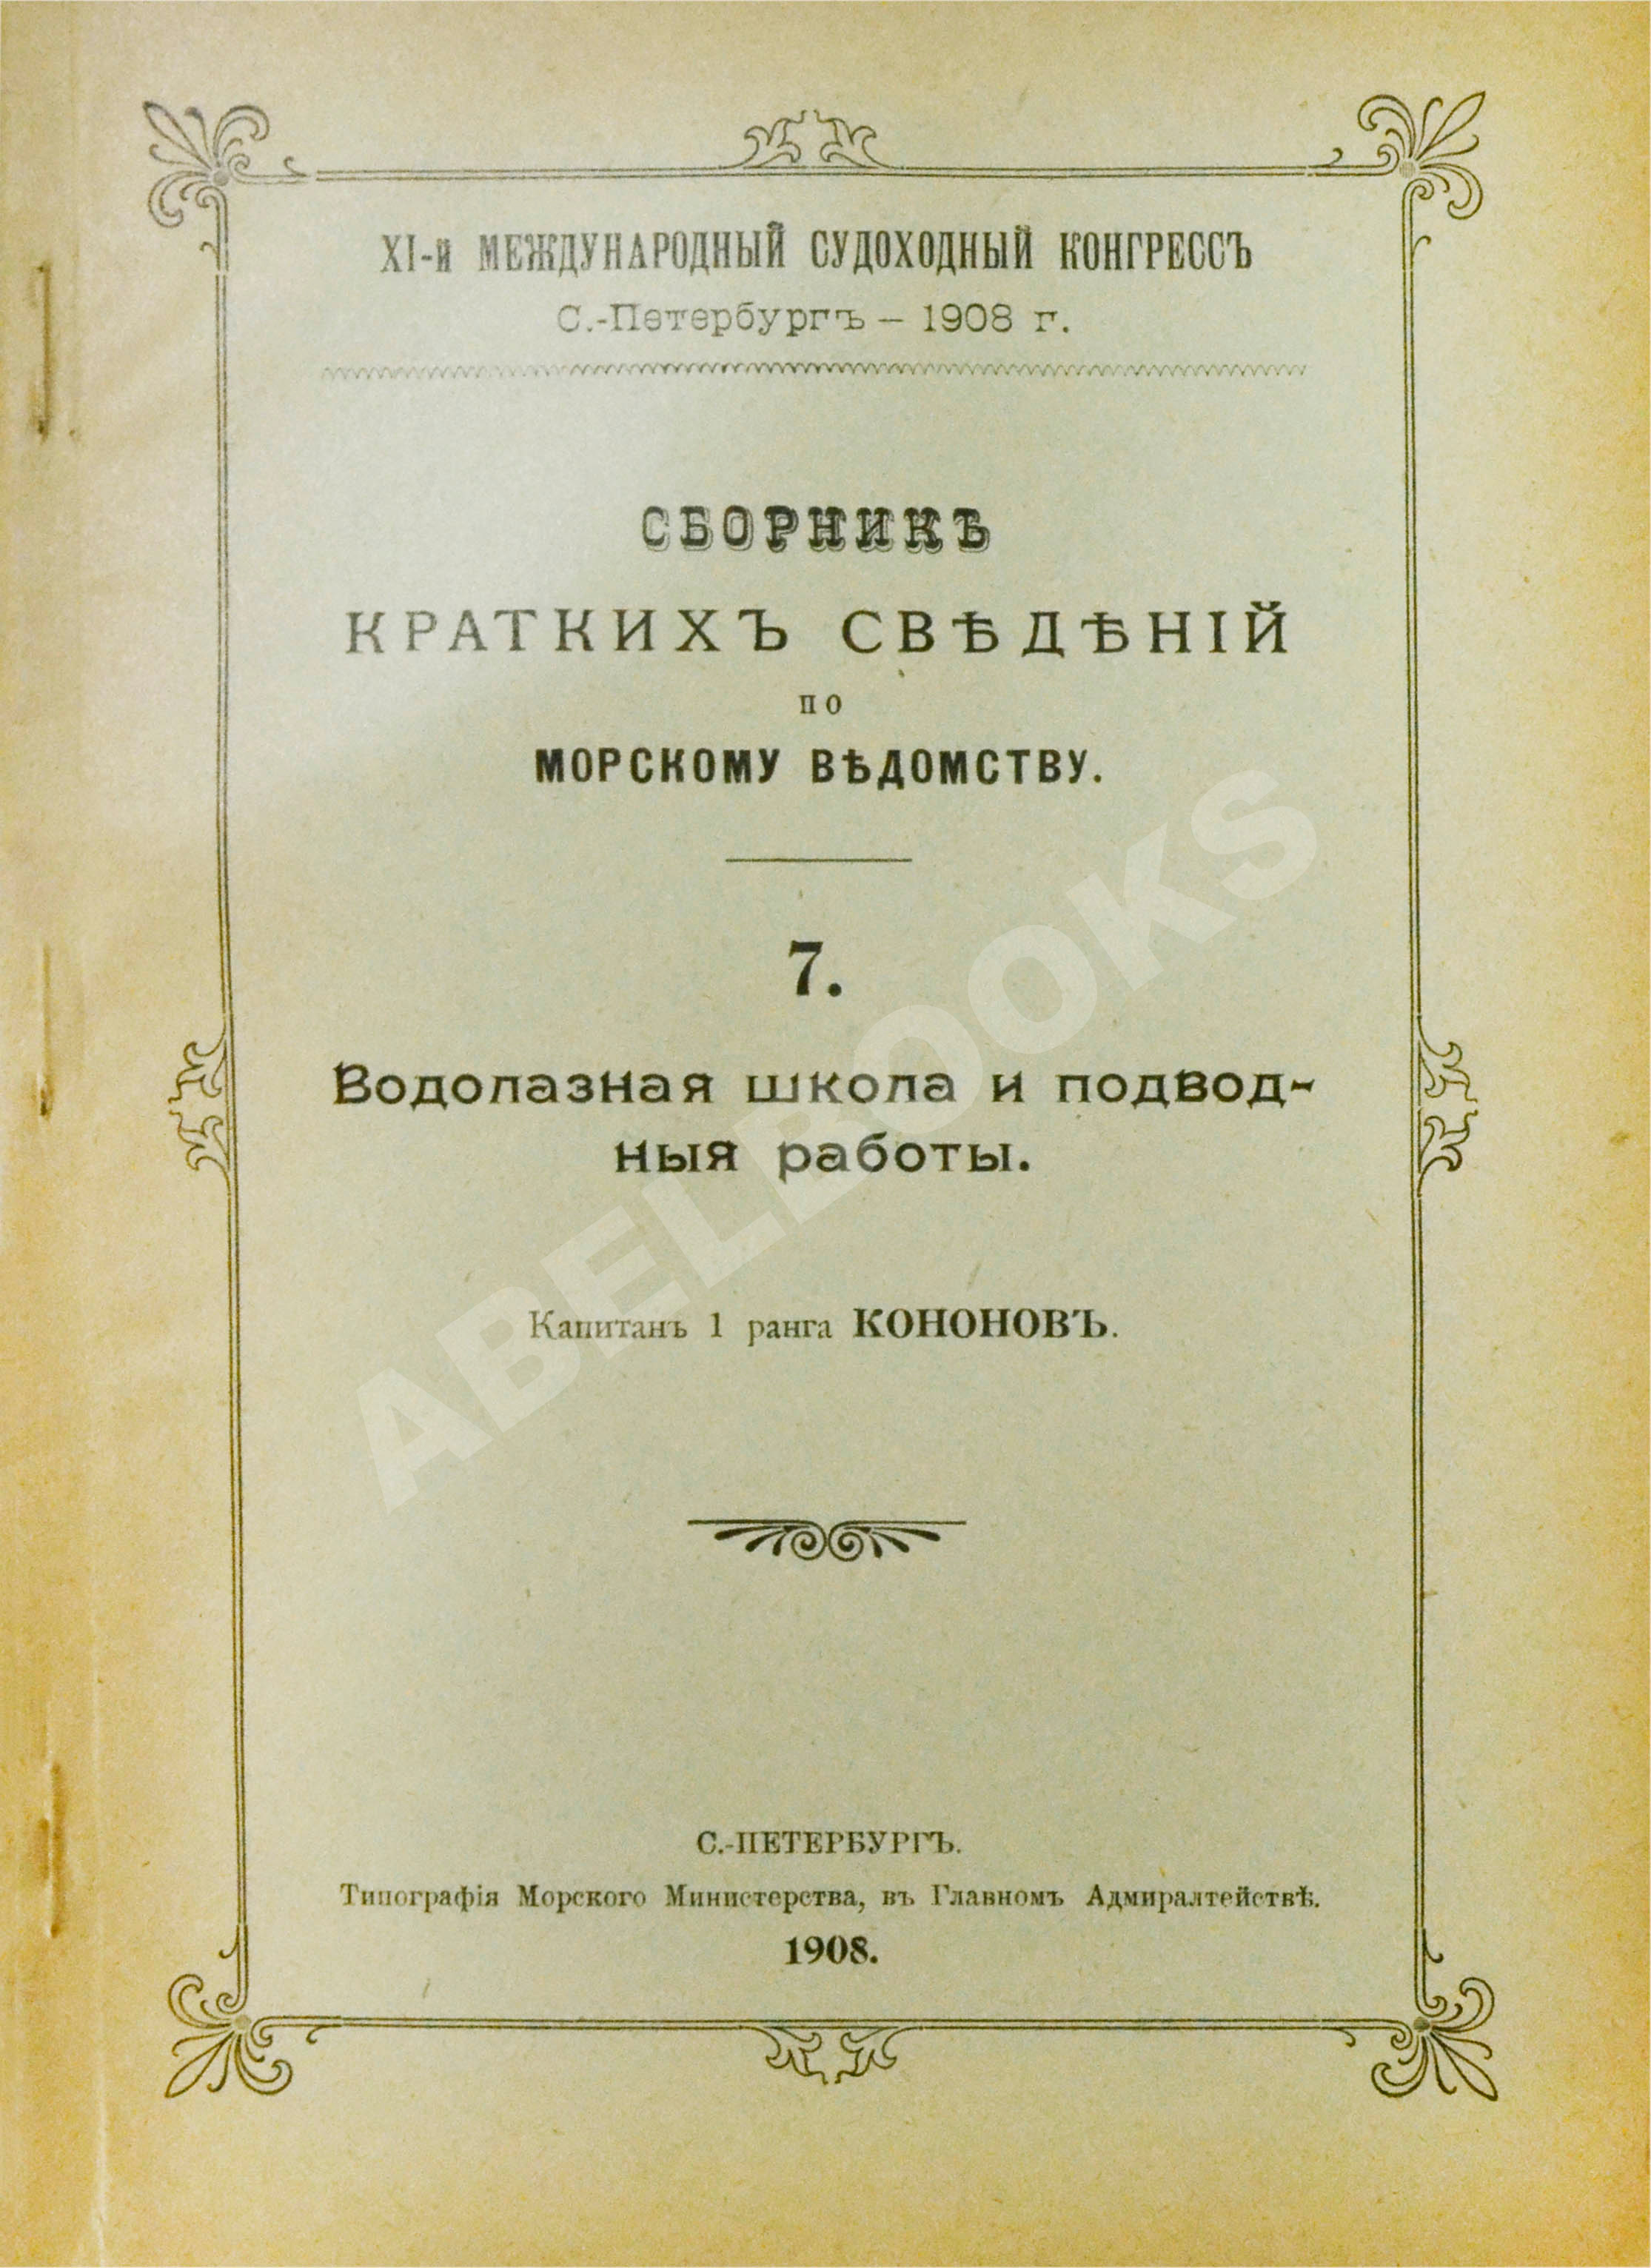 XI-й МЕЖДУНАРОДНЫЙ СУДОХОДНЫЙ КОНГРЕССЪ
С.-Петербургъ – 1908 г.
СБОРНИКЪ
КРАТКИХЪ СВѢДѢНІЙ
по
МОРСКОМУ ВѢДОМСТВУ.
7.
Водолазная школа и подвод-
ныя работы.
Капитанъ 1 ранга КОНОНОВЪ.
ABELBOOKS
С.-ПЕТЕРБУРГЪ.
Типографія Морского Министерства, въ Главномъ Адмиралтействѣ.
1908.